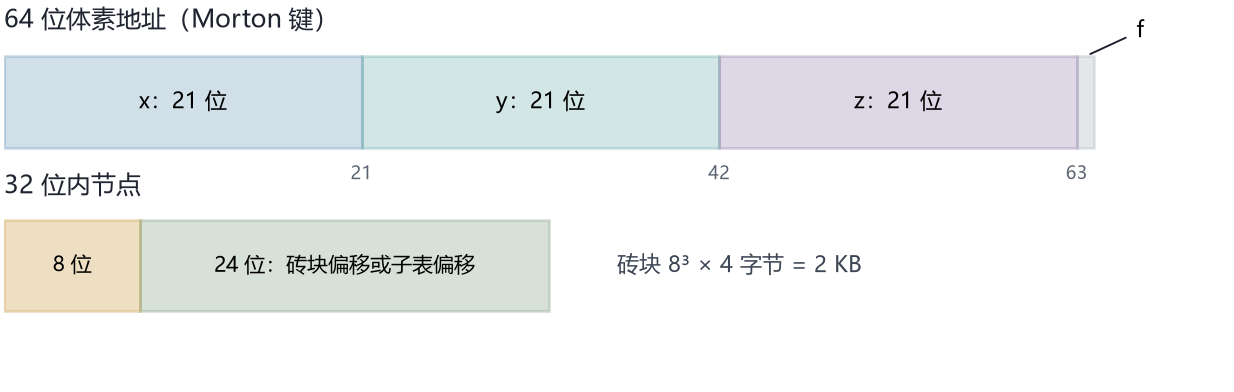 64 位体素地址（Morton 键）
f
x：21 位
y：21 位
z：21 位
21
42
63
32 位内节点
8 位
24 位：砖块偏移或子表偏移
砖块 8³ × 4 字节 = 2 KB